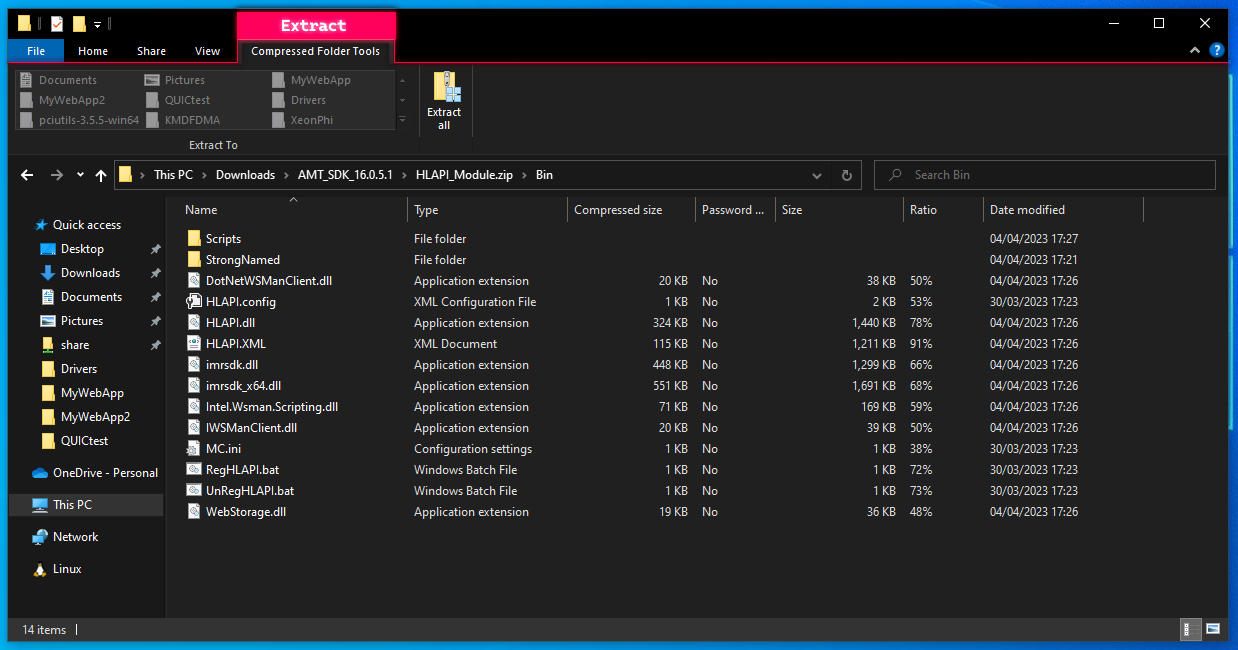 Extract
File Home Share View Compressed Folder Tools
Documents Pictures MyWebApp
MyWebApp2 QUICtest Drivers
pciutils-3.5.5-win64 KMDFDMA XeonPhi
Extract all
Extract To
This PC > Downloads > AMT_SDK_16.0.5.1 > HLAPI_Module.zip > Bin
Search Bin
Quick access
Desktop
Downloads
Documents
Pictures
share
Drivers
MyWebApp
MyWebApp2
QUICtest
OneDrive - Personal
This PC
Network
Linux
Name Type Compressed size Password ... Size Ratio Date modified
Scripts File folder 04/04/2023 17:27
StrongNamed File folder 04/04/2023 17:21
DotNetWSManClient.dll Application extension 20 KB No 38 KB 50% 04/04/2023 17:26
HLAPI.config XML Configuration File 1 KB No 2 KB 53% 30/03/2023 17:23
HLAPI.dll Application extension 324 KB No 1,440 KB 78% 04/04/2023 17:26
HLAPI.XML XML Document 115 KB No 1,211 KB 91% 04/04/2023 17:26
imrsdk.dll Application extension 448 KB No 1,299 KB 66% 04/04/2023 17:26
imrsdk_x64.dll Application extension 551 KB No 1,691 KB 68% 04/04/2023 17:26
Intel.Wsman.Scripting.dll Application extension 71 KB No 169 KB 59% 04/04/2023 17:26
IWSManClient.dll Application extension 20 KB No 39 KB 50% 04/04/2023 17:26
MC.ini Configuration settings 1 KB No 1 KB 38% 30/03/2023 17:23
RegHLAPI.bat Windows Batch File 1 KB No 1 KB 72% 30/03/2023 17:23
UnRegHLAPI.bat Windows Batch File 1 KB No 1 KB 73% 30/03/2023 17:23
WebStorage.dll Application extension 19 KB No 36 KB 48% 04/04/2023 17:26
14 items